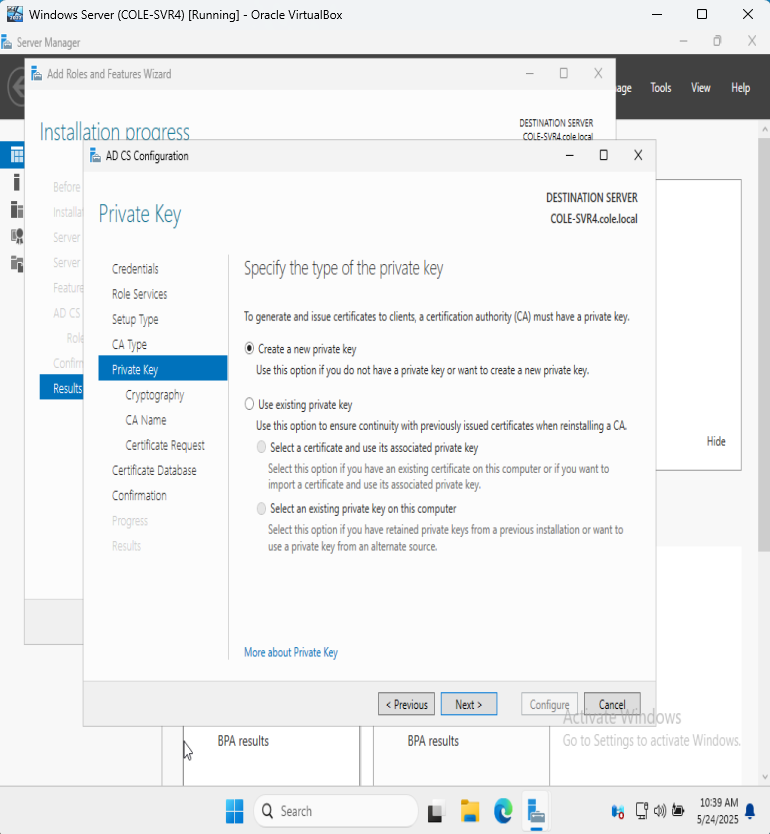 Windows Server (COLE-SVR4) [Running] - Oracle VirtualBox
Server Manager
Tools
View
Help
Add Roles and Features Wizard
Installation progress
DESTINATION SERVER
COLE-SVR4.cole.local
AD CS Configuration
Private Key
DESTINATION SERVER
COLE-SVR4.cole.local
Before
Server
Server
AD CS
Results
Credentials
Role Services
Setup Type
CA Type
Private Key
Cryptography
CA Name
Certificate Request
Certificate Database
Confirmation
Progress
Results
Specify the type of the private key
To generate and issue certificates to clients, a certification authority (CA) must have a private key.
Create a new private key
Use this option if you do not have a private key or want to create a new private key.
Use existing private key
Use this option to ensure continuity with previously issued certificates when reinstalling a CA.
Select a certificate and use its associated private key
Select this option if you have an existing certificate on this computer or if you want to
import a certificate and use its associated private key.
Select an existing private key on this computer
Select this option if you have retained private keys from a previous installation or want to
use a private key from an alternate source.
More about Private Key
Hide
< Previous
Next >
Configure
Cancel
Activate Windows
Go to Settings to activate Windows.
BPA results
BPA results
Search
10:39 AM
5/24/2025